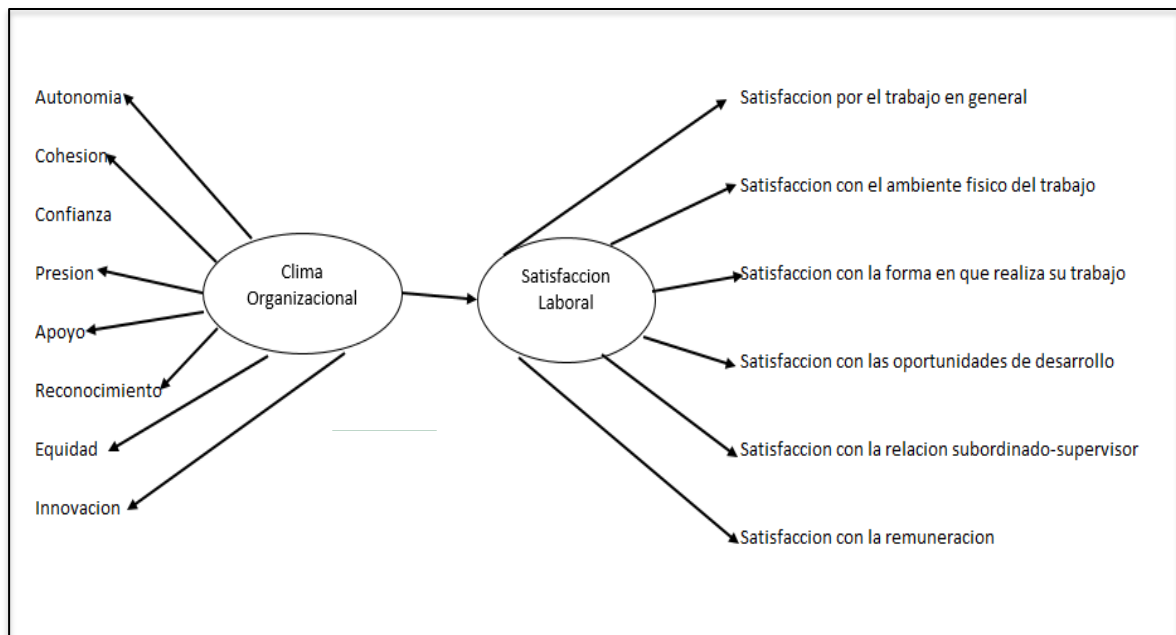 Autonomia
Cohesion
Confianza
Presion
Apoyo
Reconocimiento
Equidad
Innovacion
Clima
Organizacional
Satisfaccion
Laboral
Satisfaccion por el trabajo en general
Satisfaccion con el ambiente fisico del trabajo
Satisfaccion con la forma en que realiza su trabajo
Satisfaccion con las oportunidades de desarrollo
Satisfaccion con la relacion subordinado-supervisor
Satisfaccion con la remuneracion